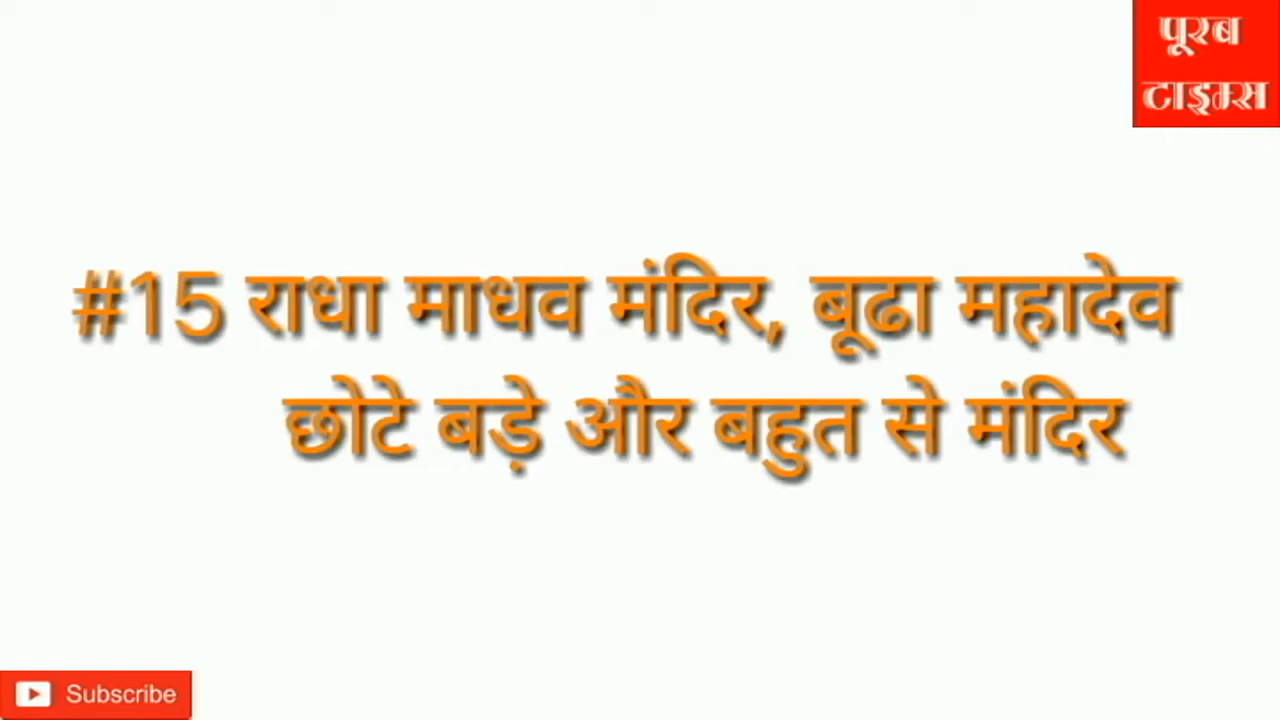 पूरब
टाइम्स
#15 राधा माधव मंदिर, बूढा महादेव
छोटे बड़े और बहुत से मंदिर
Subscribe